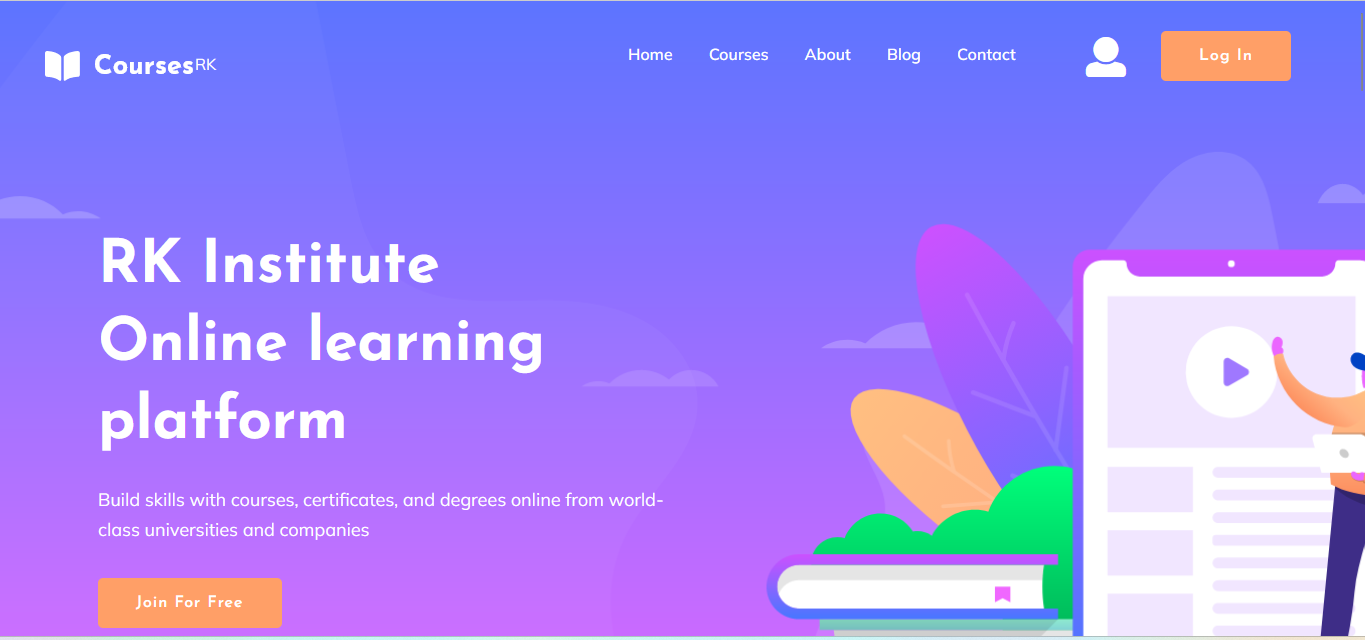 CoursesRK
Home Courses About Blog Contact
Log In
RK Institute
Online learning
platform
Build skills with courses, certificates, and degrees online from world-
class universities and companies
Join For Free